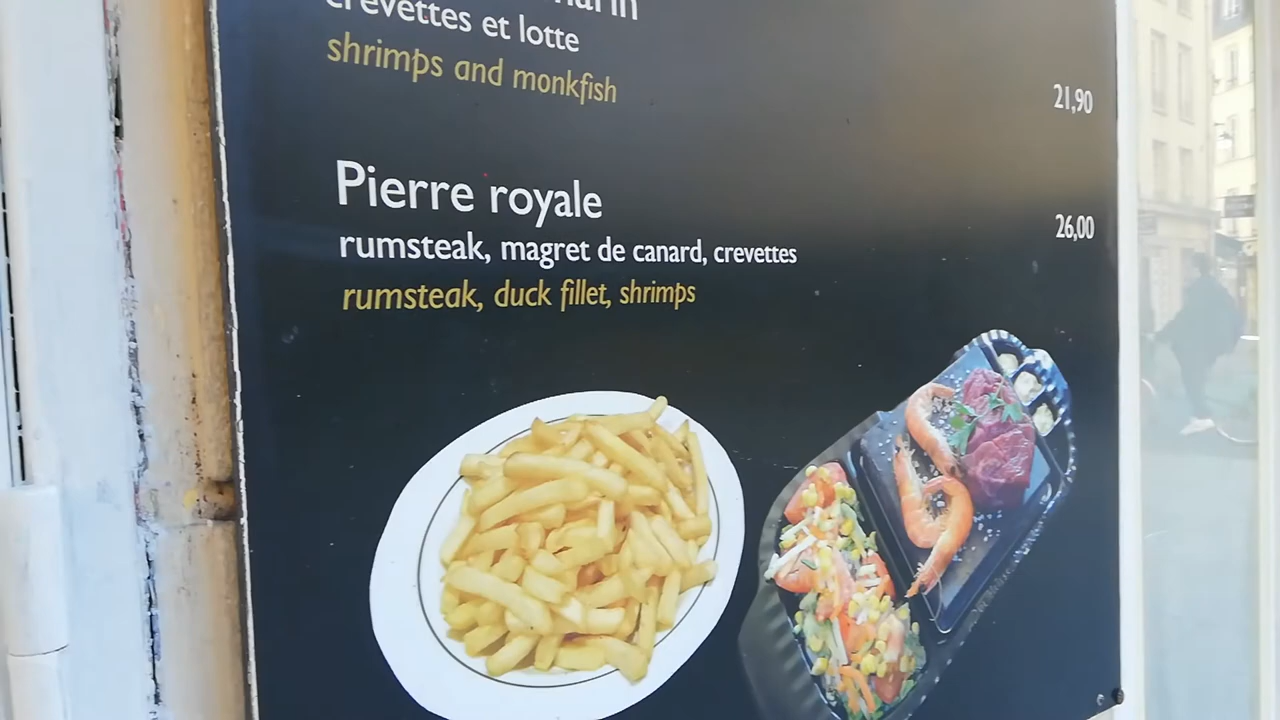 crevettes et lotte
shrimps and monkfish
21,90
Pierre royale
26,00
rumsteak, magret de canard, crevettes
rumsteak, duck fillet, shrimps